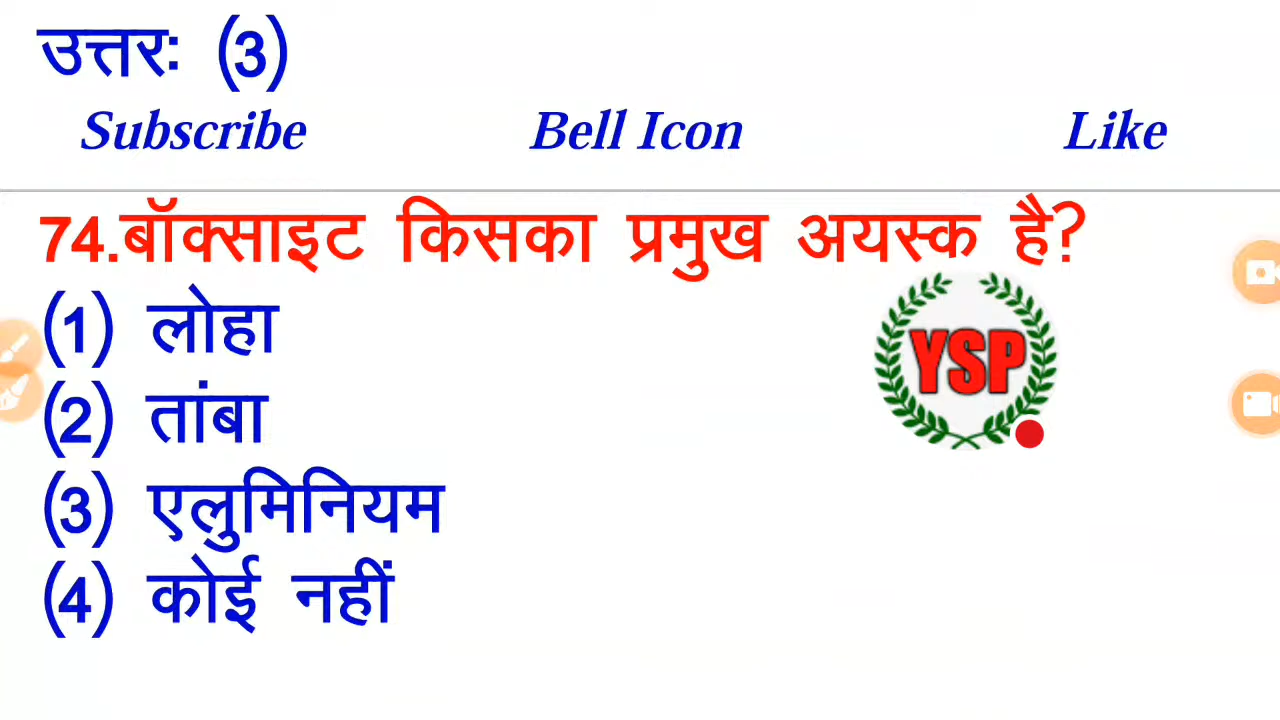 उत्तरः (3)
Subscribe Bell Icon Like
74.बॉक्साइट किसका प्रमुख अयस्क है?
(1) लोहा
YSP
(2) तांबा
(3) एलुमिनियम
(4) कोई नहीं